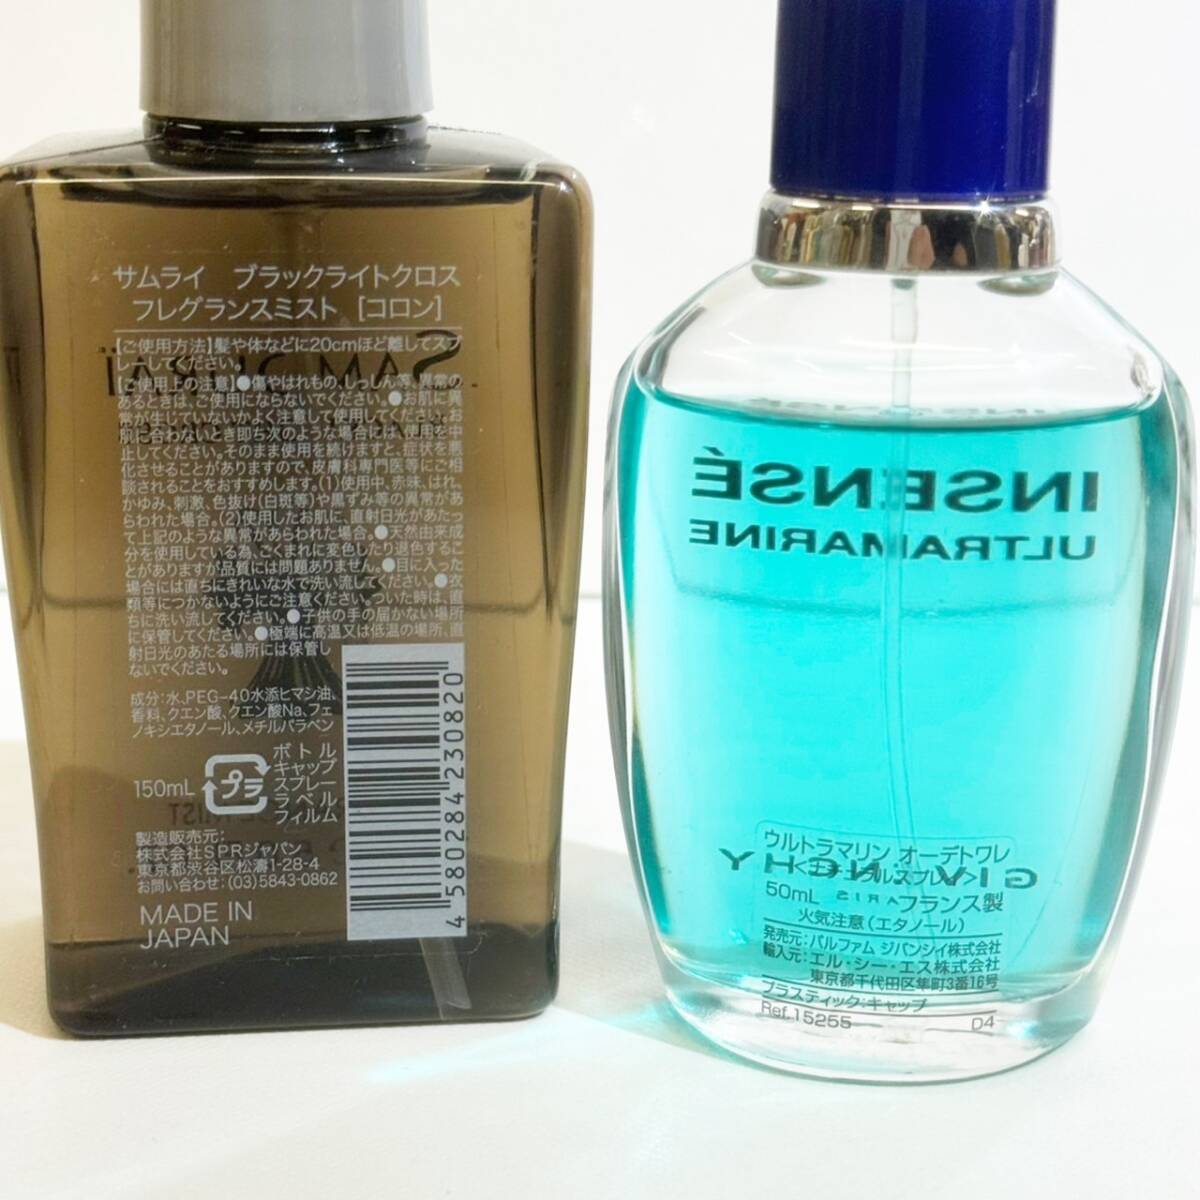 サムライ ブラックライトクロス
フレグランスミスト [コロン]
【ご使用方法】髪や体などに20cmほど離してスプ
レーしてください。
【ご使用上の注意】●傷やはれもの、しっしん等、異常の
あるときは、ご使用にならないでください。●お肌に異
常が生じていないかよく注意して使用してください。お
肌に合わないとき即ち次のような場合には、使用を中
止してください。そのまま使用を続けますと、症状を悪
化させることがありますので、皮膚科専門医等にご相
談されることをおすすめします。(1)使用中、赤味、はれ、
かゆみ、刺激、色抜け(白斑等)や黒ずみ等の異常があ
らわれた場合。(2)使用したお肌に、直射日光があたっ
て上記のような異常があらわれた場合。●天然由来成
分を使用している為、ごくまれに変色したり退色するこ
とがありますが品質には問題ありません。●目に入った
場合には直ちにきれいな水で洗い流してください。●衣
類等につかないようにご注意ください。ついた時は、直
ちに洗い流してください。●子供の手の届かない場所
に保管してください。●極端に高温又は低温の場所、直
射日光のあたる場所には保管し
ないでください。
成分:水、PEG-40水添ヒマシ油、
香料、クエン酸、クエン酸Na、フェ
ノキシエタノール、メチルパラベン
150mL
プラ
ボトル
キャップ
スプレー
ラベル
フィルム
製造販売元:
株式会社SPRジャパン
東京都渋谷区松濤1-28-4
お問い合わせ:(03)5843-0862
MADE IN
JAPAN
4580284230820
INSENSÉ
ULTRAMARINE
GIVENCHY
PARIS
ウルトラマリン オーデトワレ
<ナチュラルスプレイ>
50mL フランス製
火気注意(エタノール)
発売元:パルファム ジバンシイ株式会社
輸入元:エル・シー・エス株式会社
東京都千代田区隼町3番16号
プラスティック:キャップ
Ref.15255 D4